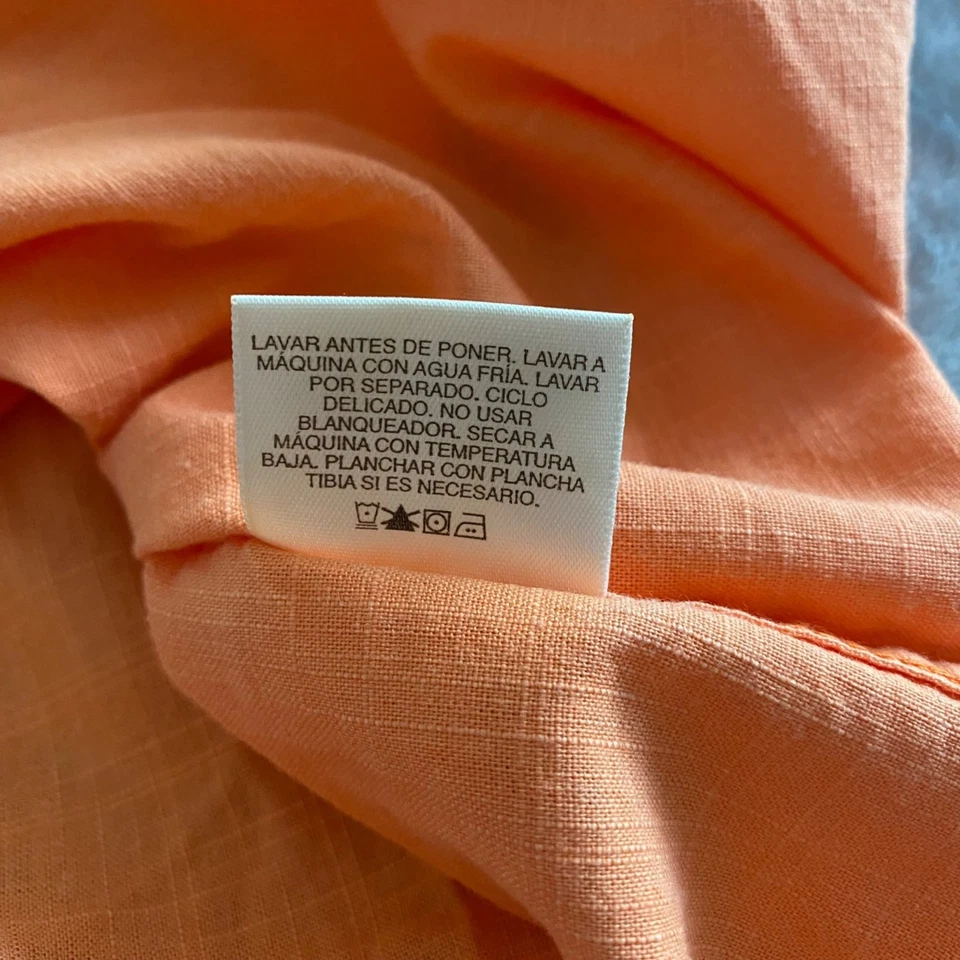 LAVAR ANTES DE PONER. LAVAR A
MÁQUINA CON AGUA FRÍA. LAVAR
POR SEPARADO. CICLO
DELICADO. NO USAR
BLANQUEADOR. SECAR A
MÁQUINA CON TEMPERATURA
BAJA. PLANCHAR CON PLANCHA
TIBIA SI ES NECESARIO.